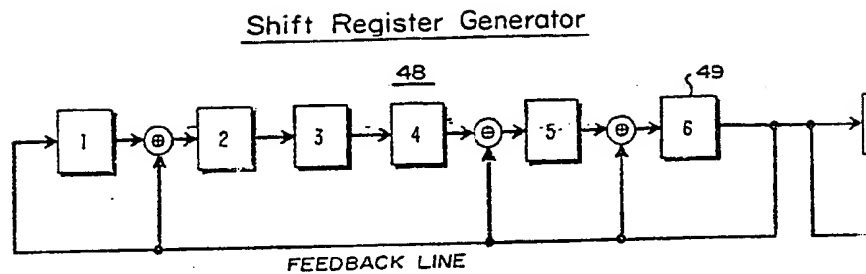 Shift Register Generator
48
49
1 2 3 4 5 6
FEEDBACK LINE